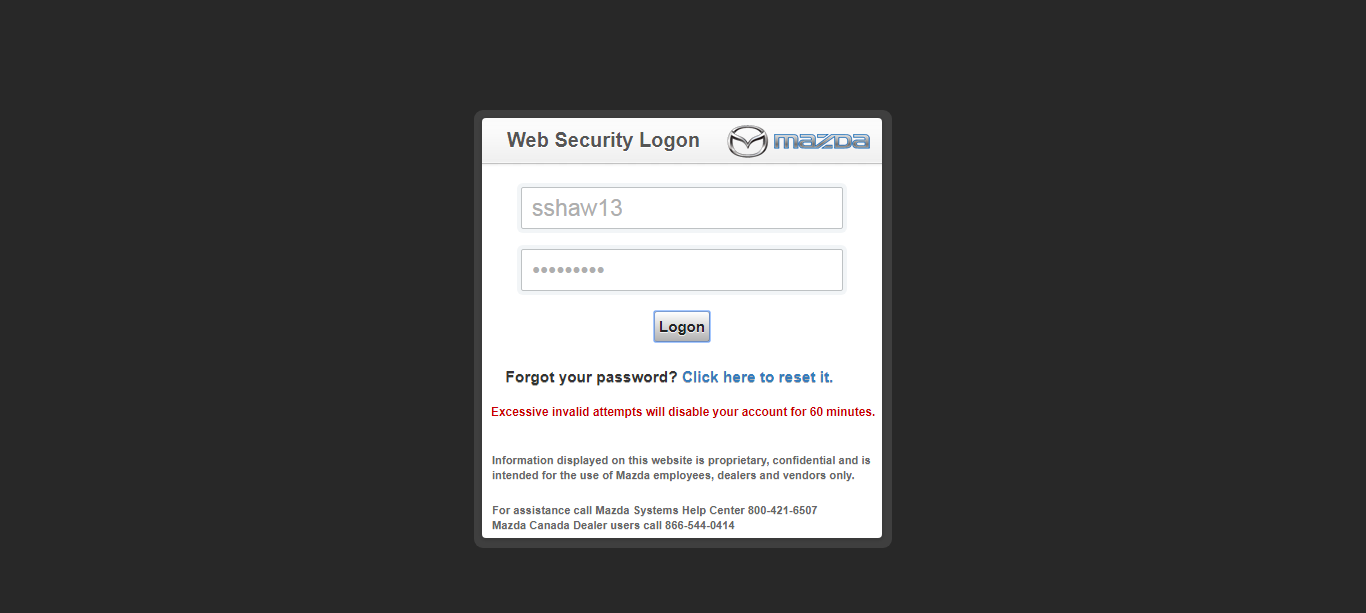 Web Security Logon mazda
sshaw13
•••••••••
Logon
Forgot your password? Click here to reset it.
Excessive invalid attempts will disable your account for 60 minutes.
Information displayed on this website is proprietary, confidential and is
intended for the use of Mazda employees, dealers and vendors only.
For assistance call Mazda Systems Help Center 800-421-6507
Mazda Canada Dealer users call 866-544-0414